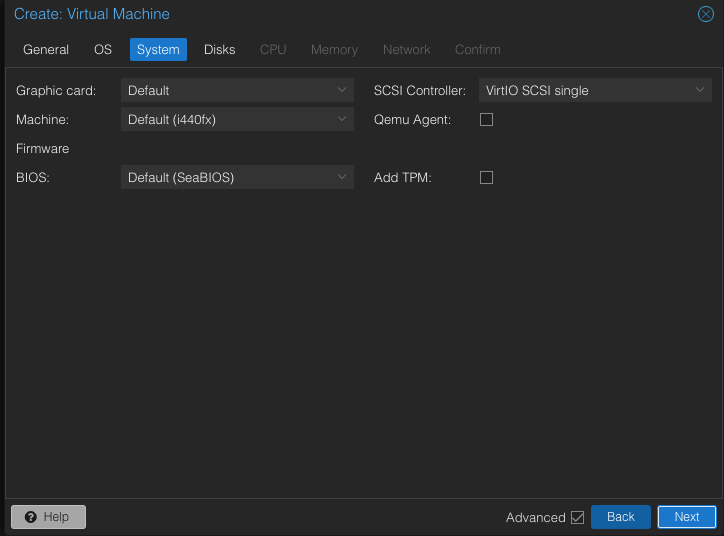 Create: Virtual Machine
General OS System Disks CPU Memory Network Confirm
Graphic card: Default SCSI Controller: VirtIO SCSI single
Machine: Default (i440fx) Qemu Agent:
Firmware
BIOS: Default (SeaBIOS) Add TPM:
Help Advanced Back Next